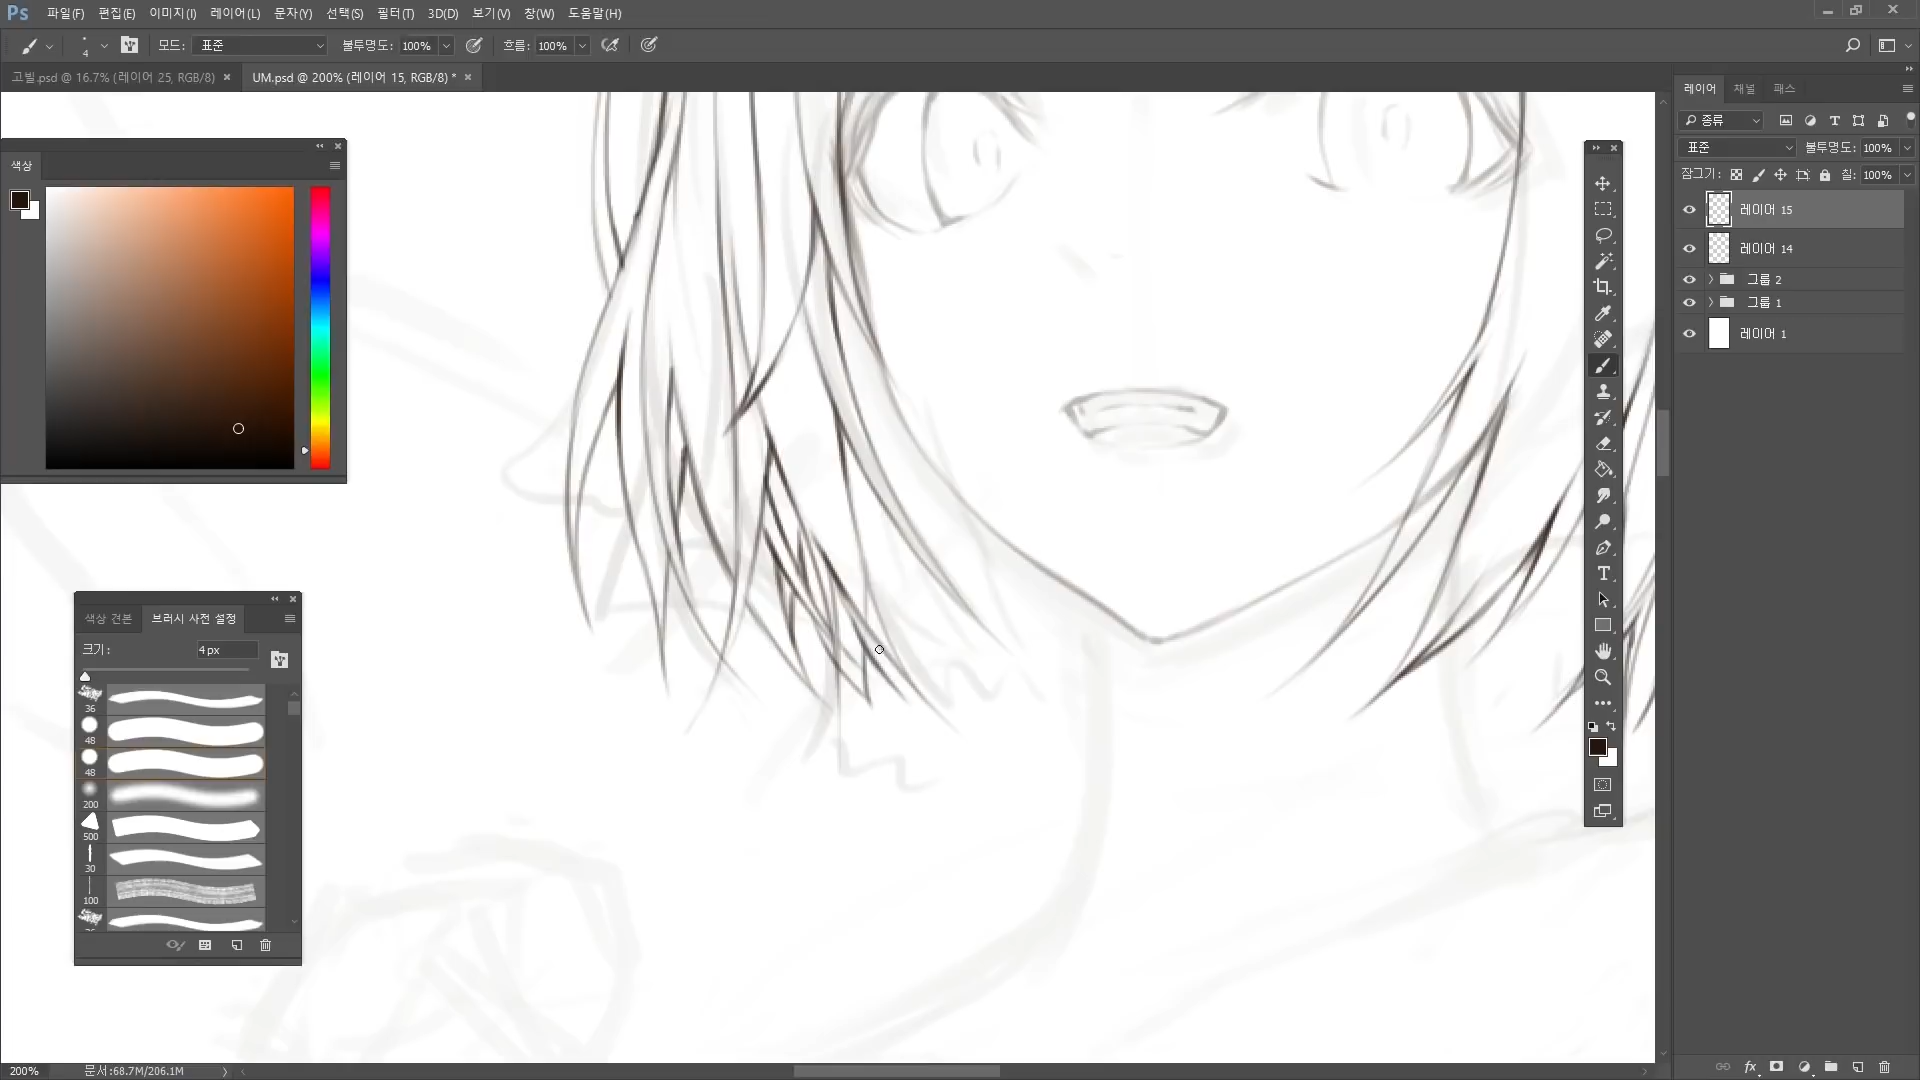 Ps 파일(F) 편집(E) 이미지(I) 레이어(L) 문자(Y) 선택(S) 필터(T) 3D(D) 보기(V) 창(W) 도움말(H)
4 모드: 표준 불투명도: 100% 흐름: 100%
고빌.psd @ 16.7% (레이어 25, RGB/8) × UM.psd @ 200% (레이어 15, RGB/8) * ×
레이어 채널 패스
종류
표준 불투명도: 100%
잠그기: 칠: 100%
레이어 15
레이어 14
그룹 2
그룹 1
레이어 1
색상
색상 견본 브러시 사전 설정
크기: 4px
36
48
48
200
500
30
100
200% 문서:68.7M/206.1M